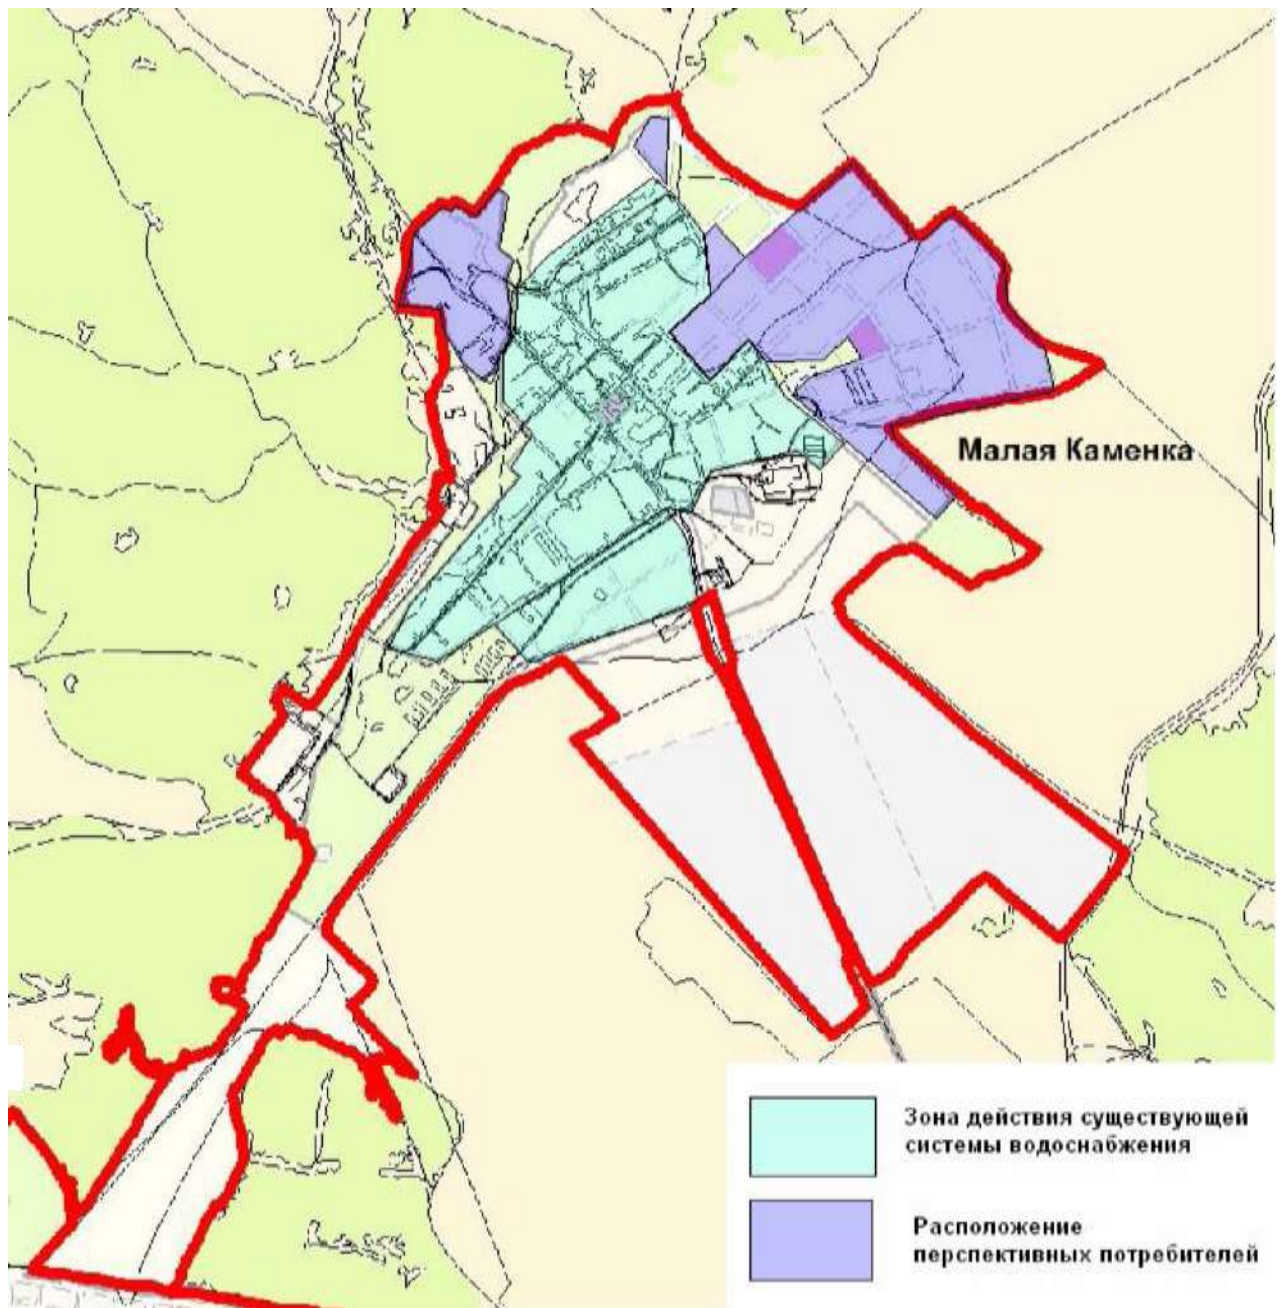 Малая Каменка
Зона действия существующей
системы водоснабжения
Расположение
перспективных потребителей